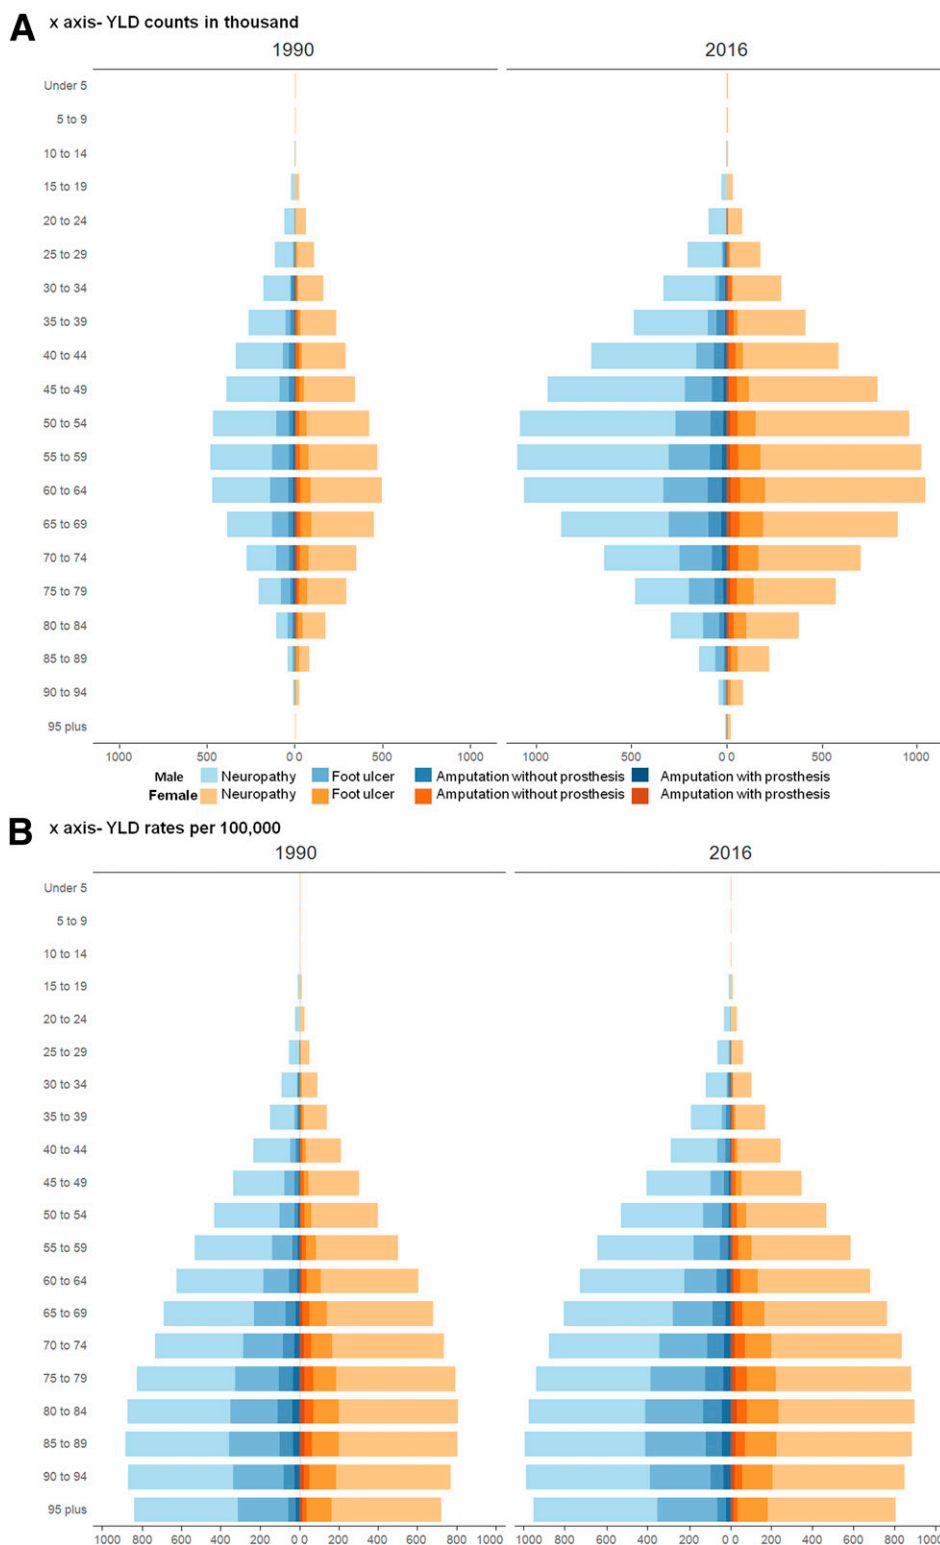 A x axis- YLD counts in thousand
1990 2016
Under 5
5 to 9
10 to 14
15 to 19
20 to 24
25 to 29
30 to 34
35 to 39
40 to 44
45 to 49
50 to 54
55 to 59
60 to 64
65 to 69
70 to 74
75 to 79
80 to 84
85 to 89
90 to 94
95 plus
1000 500 0 0 500 1000 1000 500 0 0 500 1000
Male Neuropathy Foot ulcer Amputation without prosthesis Amputation with prosthesis
Female Neuropathy Foot ulcer Amputation without prosthesis Amputation with prosthesis
B x axis- YLD rates per 100,000
1990 2016
Under 5
5 to 9
10 to 14
15 to 19
20 to 24
25 to 29
30 to 34
35 to 39
40 to 44
45 to 49
50 to 54
55 to 59
60 to 64
65 to 69
70 to 74
75 to 79
80 to 84
85 to 89
90 to 94
95 plus
1000 800 600 400 200 0 0 200 400 600 800 1000 1000 800 600 400 200 0 0 200 400 600 800 1000